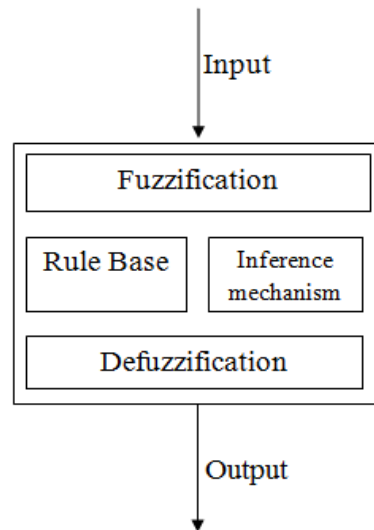 Input
Fuzzification
Rule Base
Inference
mechanism
Defuzzification
Output